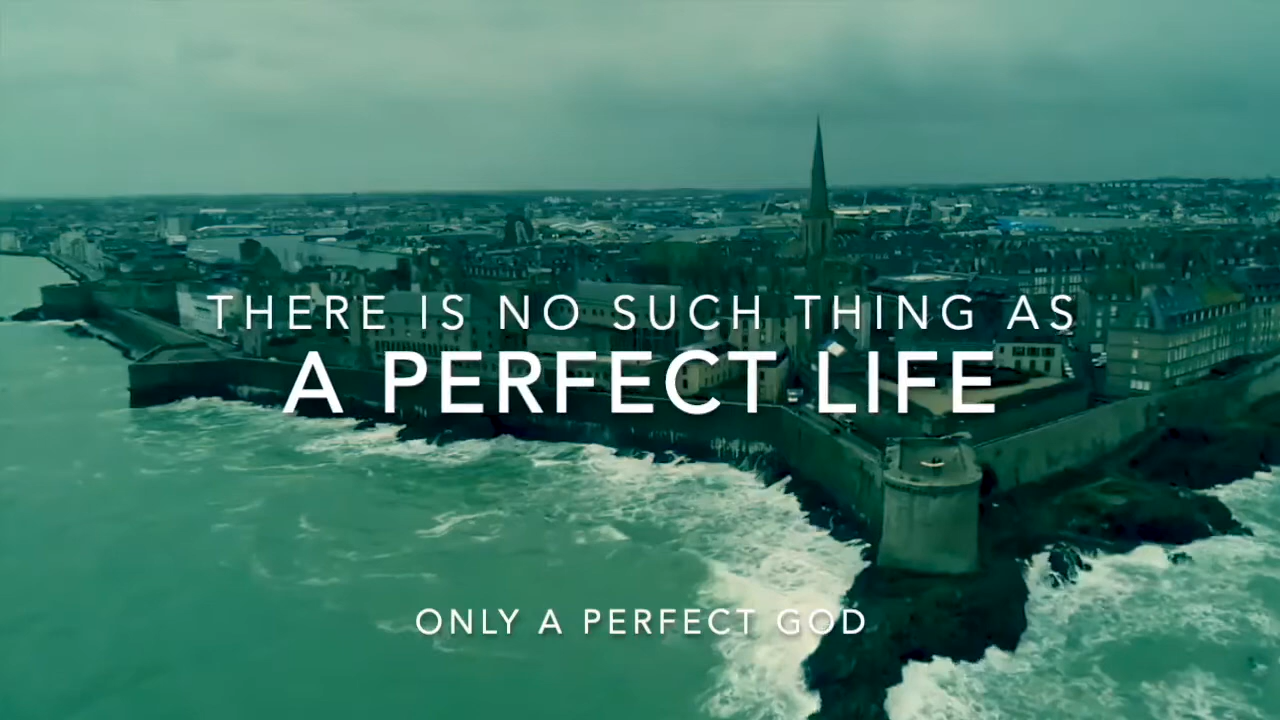 THERE IS NO SUCH THING AS
A PERFECT LIFE
ONLY A PERFECT GOD